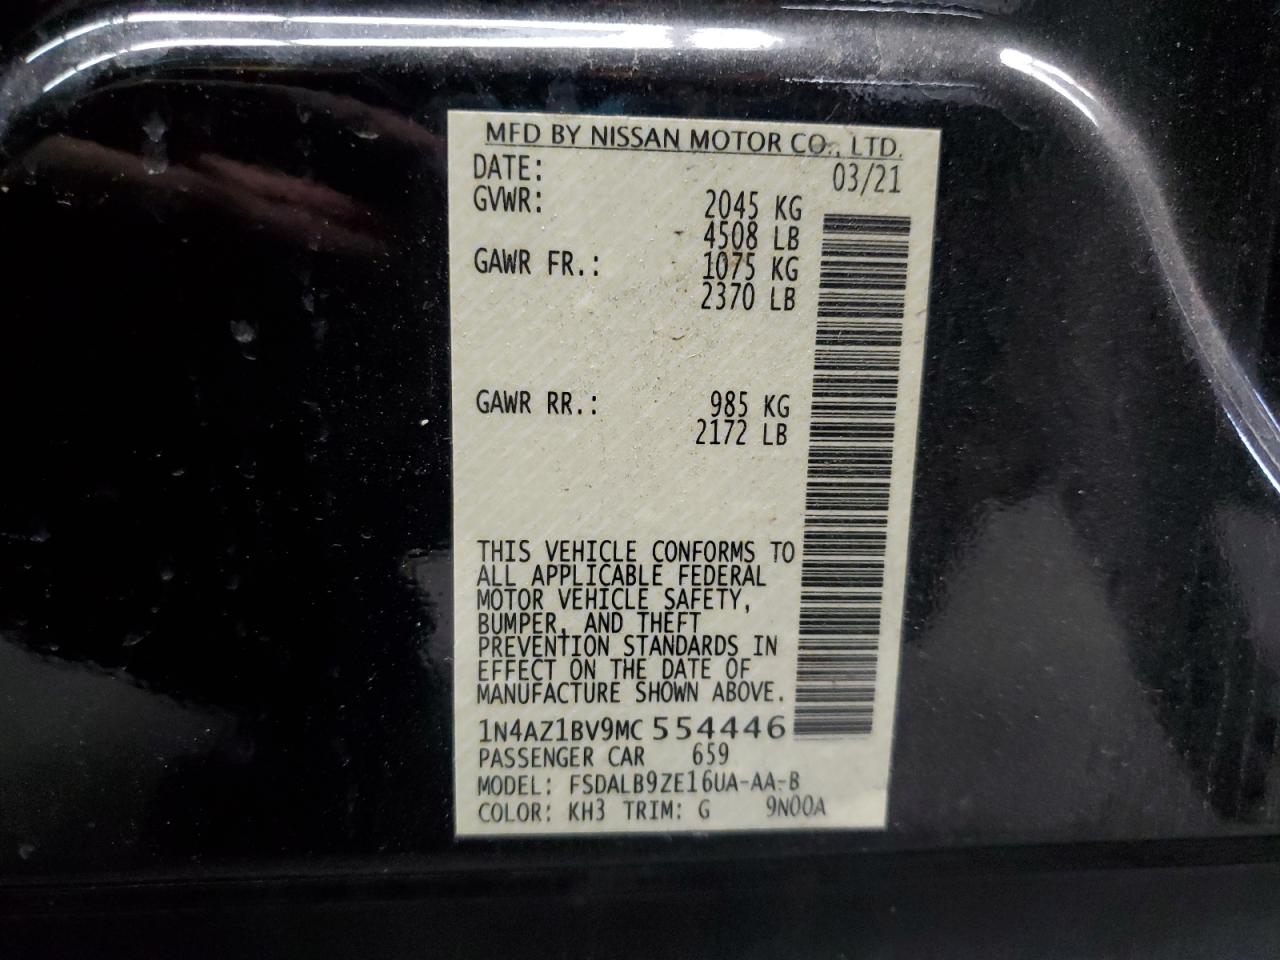 MFD BY NISSAN MOTOR CO., LTD.
DATE: 03/21
GVWR: 2045 KG
4508 LB
GAWR FR.: 1075 KG
2370 LB
GAWR RR.: 985 KG
2172 LB
THIS VEHICLE CONFORMS TO
ALL APPLICABLE FEDERAL
MOTOR VEHICLE SAFETY,
BUMPER, AND THEFT
PREVENTION STANDARDS IN
EFFECT ON THE DATE OF
MANUFACTURE SHOWN ABOVE.
1N4AZ1BV9MC 554446
PASSENGER CAR 659
MODEL: FSDALB9ZE16UA-AA-B
COLOR: KH3 TRIM: G 9N00A